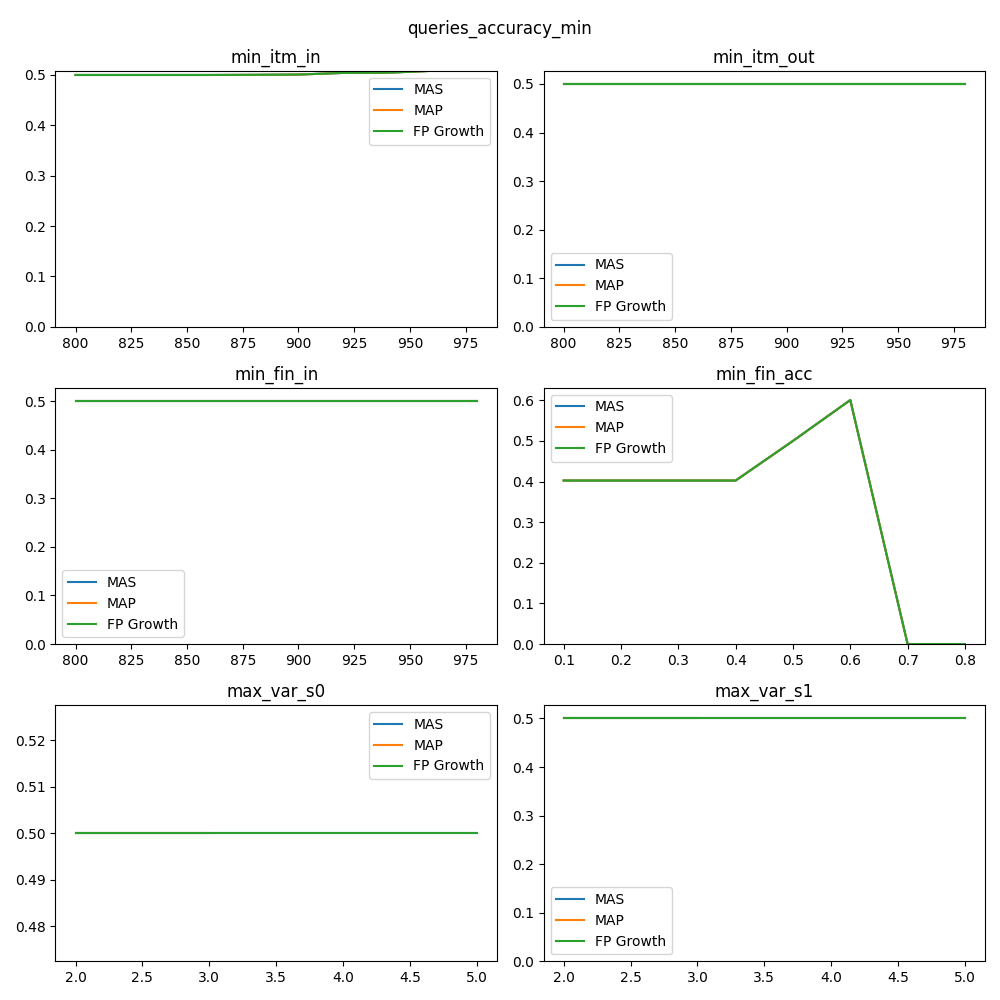 queries_accuracy_min
min_itm_in
0.5
0.4
0.3
0.2
0.1
0.0
800 825 850 875 900 925 950 975
MAS
MAP
FP Growth
min_itm_out
0.5
0.4
0.3
0.2
0.1
0.0
800 825 850 875 900 925 950 975
MAS
MAP
FP Growth
min_fin_in
0.5
0.4
0.3
0.2
0.1
0.0
800 825 850 875 900 925 950 975
MAS
MAP
FP Growth
min_fin_acc
0.6
0.5
0.4
0.3
0.2
0.1
0.0
0.1 0.2 0.3 0.4 0.5 0.6 0.7 0.8
MAS
MAP
FP Growth
max_var_s0
0.52
0.51
0.50
0.49
0.48
2.0 2.5 3.0 3.5 4.0 4.5 5.0
MAS
MAP
FP Growth
max_var_s1
0.5
0.4
0.3
0.2
0.1
0.0
2.0 2.5 3.0 3.5 4.0 4.5 5.0
MAS
MAP
FP Growth